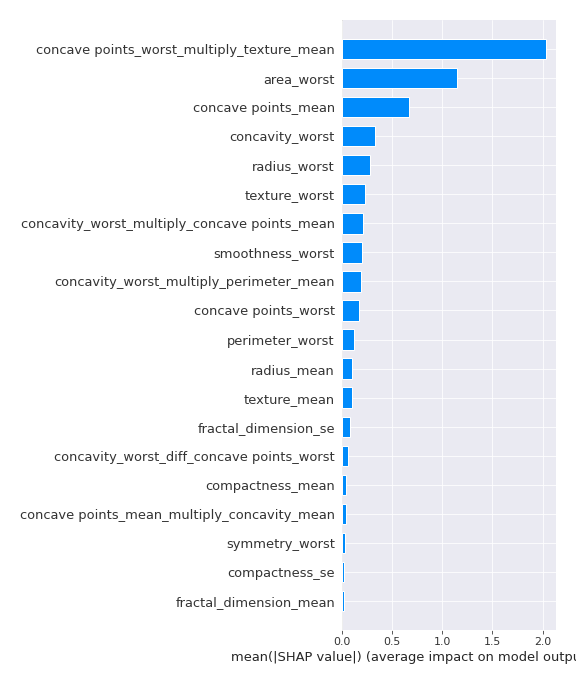 concave points_worst_multiply_texture_mean
area_worst
concave points_mean
concavity_worst
radius_worst
texture_worst
concavity_worst_multiply_concave points_mean
smoothness_worst
concavity_worst_multiply_perimeter_mean
concave points_worst
perimeter_worst
radius_mean
texture_mean
fractal_dimension_se
concavity_worst_diff_concave points_worst
compactness_mean
concave points_mean_multiply_concavity_mean
symmetry_worst
compactness_se
fractal_dimension_mean
0.0 0.5 1.0 1.5 2.0
mean(|SHAP value|) (average impact on model outpu